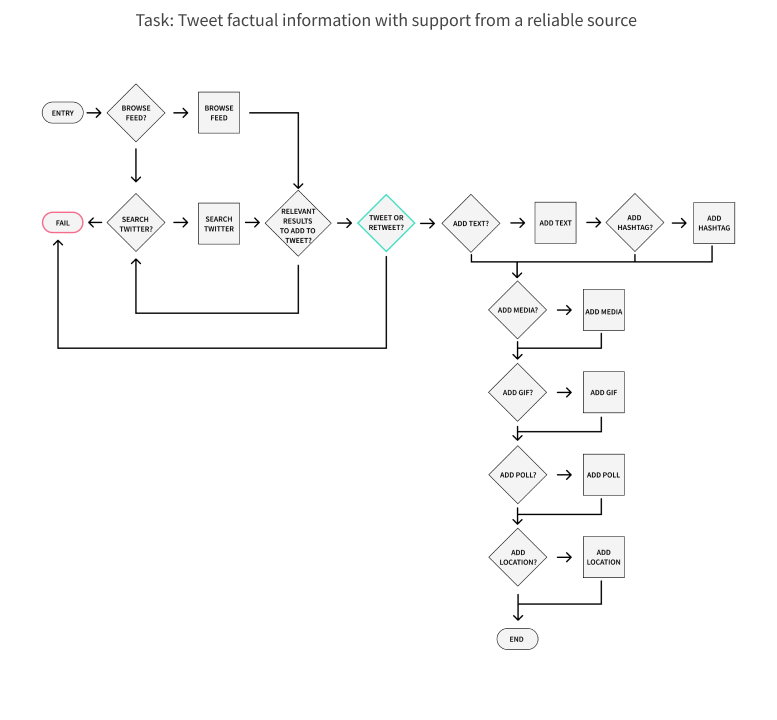 Task: Tweet factual information with support from a reliable source
ENTRY
BROWSE
FEED?
BROWSE
FEED
FAIL
SEARCH
TWITTER?
SEARCH
TWITTER
RELEVANT
RESULTS
TO ADD TO
TWEET?
TWEET OR
RETWEET?
ADD TEXT?
ADD TEXT
ADD
HASHTAG?
ADD
HASHTAG
ADD MEDIA?
ADD MEDIA
ADD GIF?
ADD GIF
ADD POLL?
ADD POLL
ADD
LOCATION?
ADD
LOCATION
END